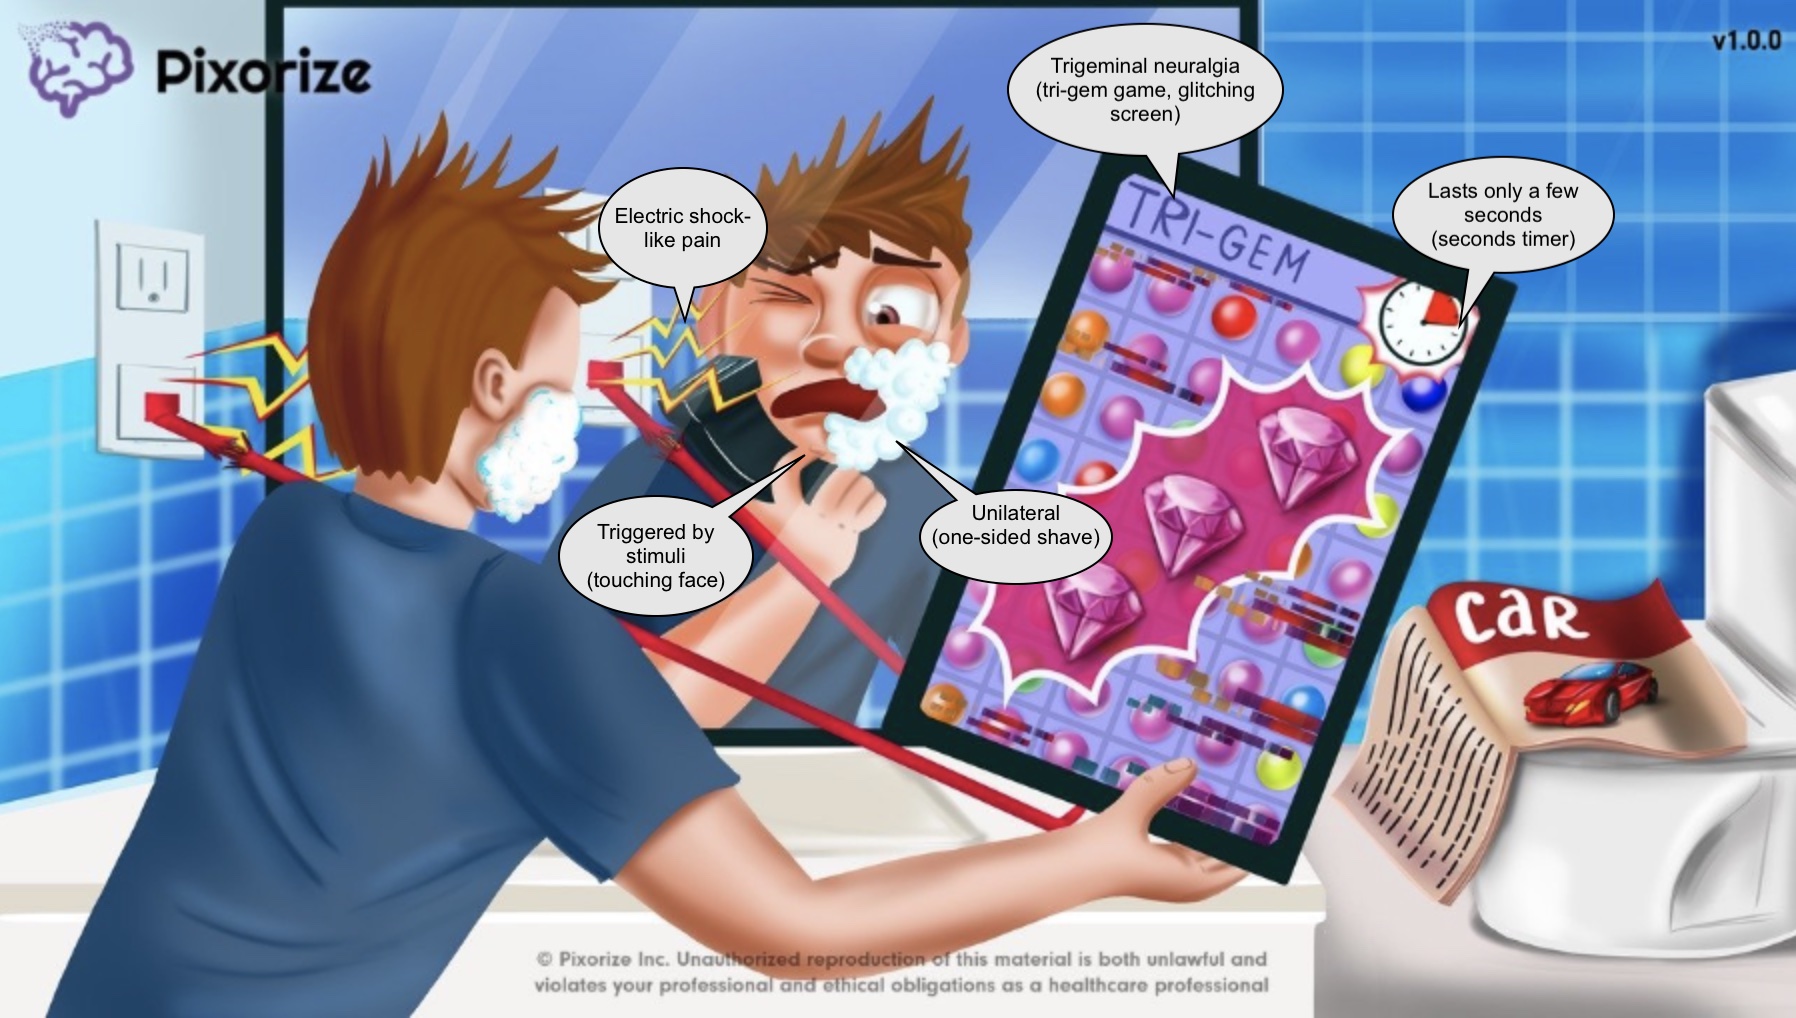 Pixorize
v1.0.0
Trigeminal neuralgia
(tri-gem game, glitching
screen)
Lasts only a few
seconds
(seconds timer)
Electric shock-
like pain
TRI-GEM
Triggered by
stimuli
(touching face)
Unilateral
(one-sided shave)
CaR
© Pixorize Inc. Unauthorized reproduction of this material is both unlawful and
violates your professional and ethical obligations as a healthcare professional